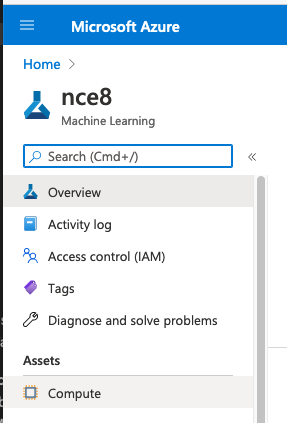 Microsoft Azure
Home >
nce8
Machine Learning
Search (Cmd+/)
«
Overview
Activity log
Access control (IAM)
Tags
Diagnose and solve problems
Assets
Compute